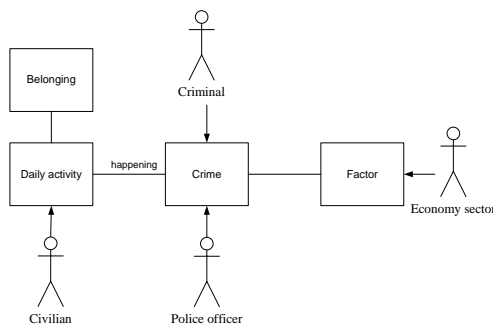 Criminal
Belonging
Daily activity
happening
Crime
Factor
Economy sector
Civilian
Police officer